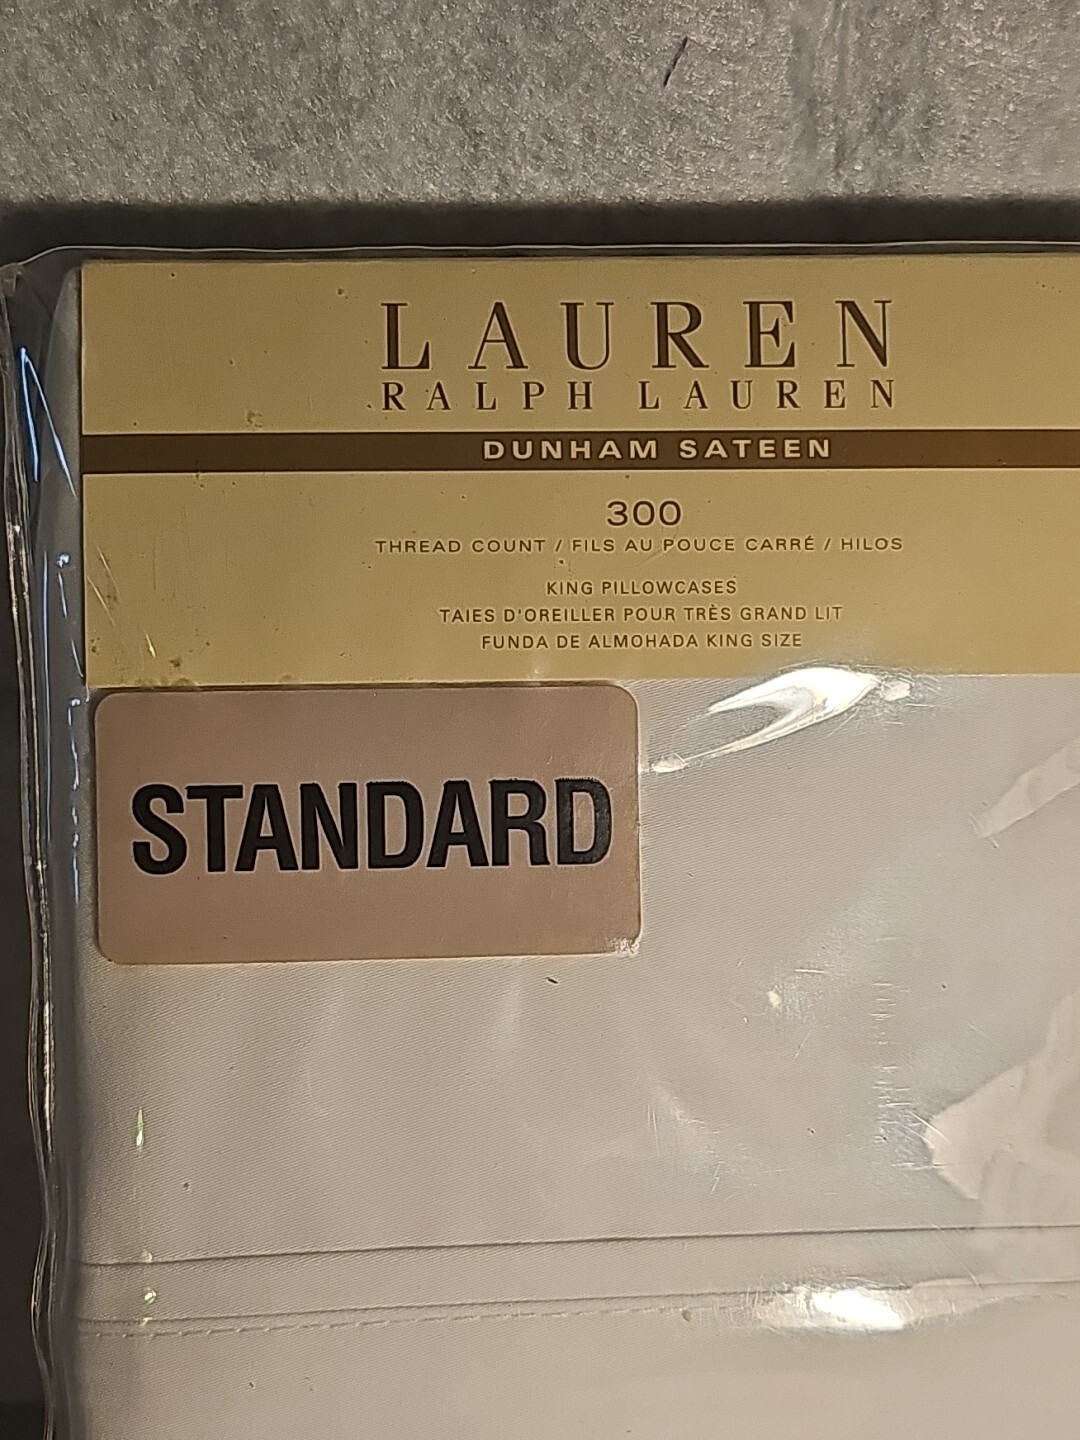 LAUREN
RALPH LAUREN
DUNHAM SATEEN
300
THREAD COUNT / FILS AU POUCE CARRÉ / HILOS
KING PILLOWCASES
TAIES D'OREILLER POUR TRÈS GRAND LIT
FUNDA DE ALMOHADA KING SIZE
STANDARD